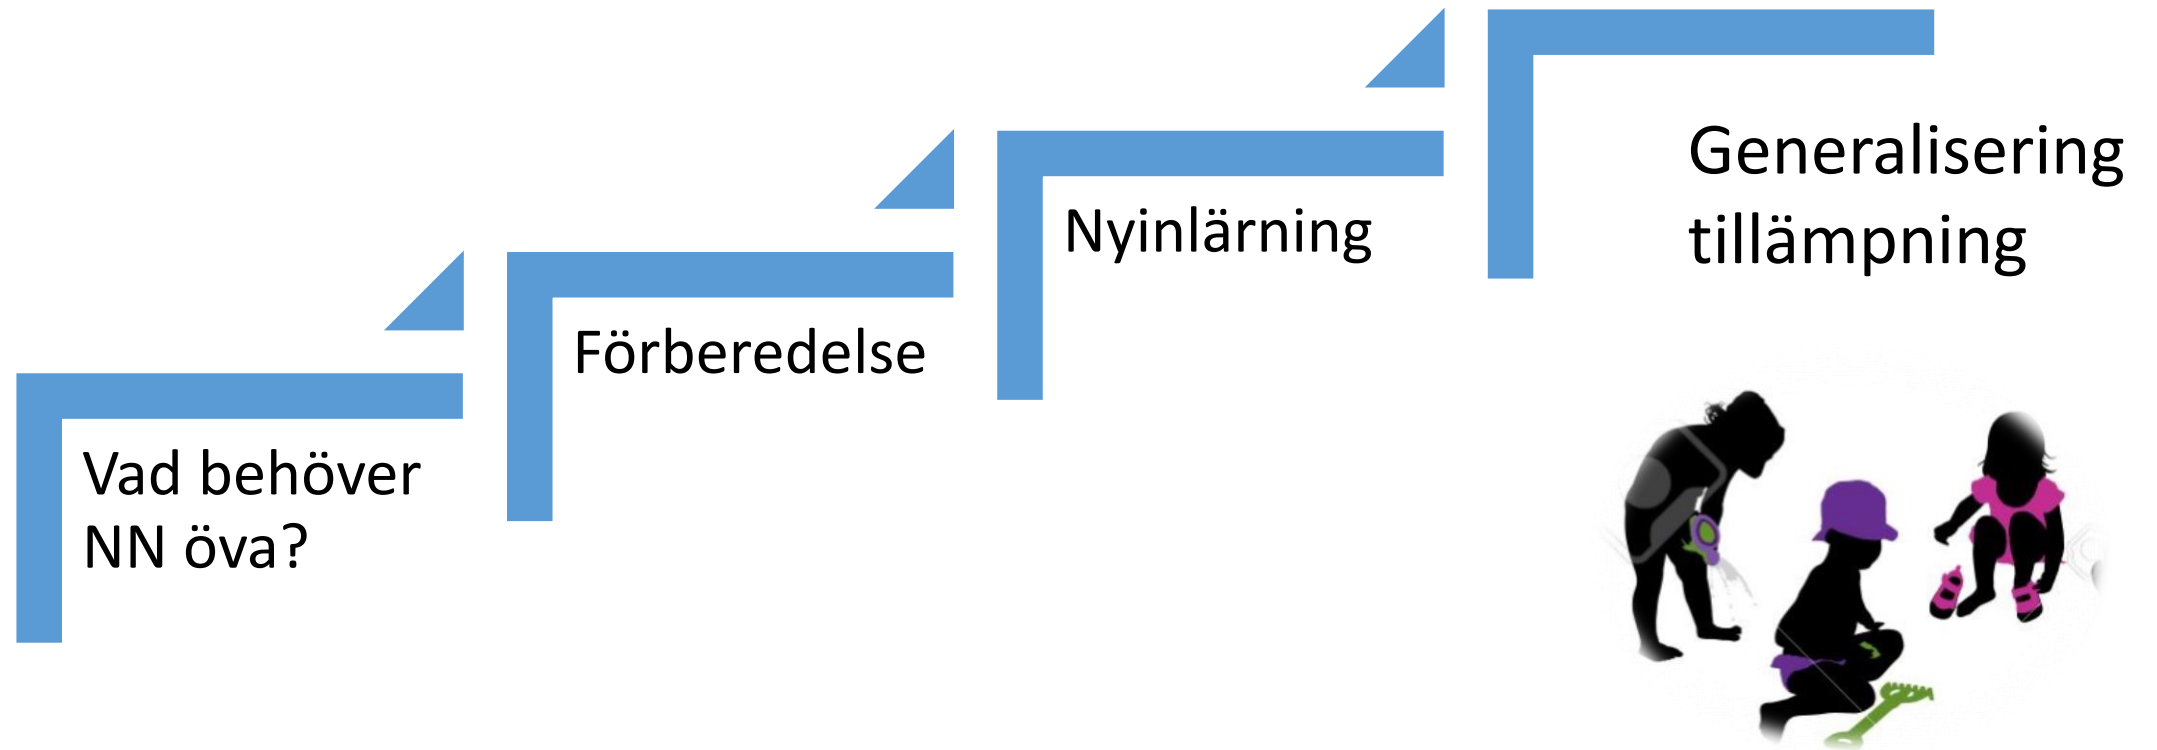 Vad behöver
NN öva?
Förberedelse
Nyinlärning
Generalisering
tillämpning